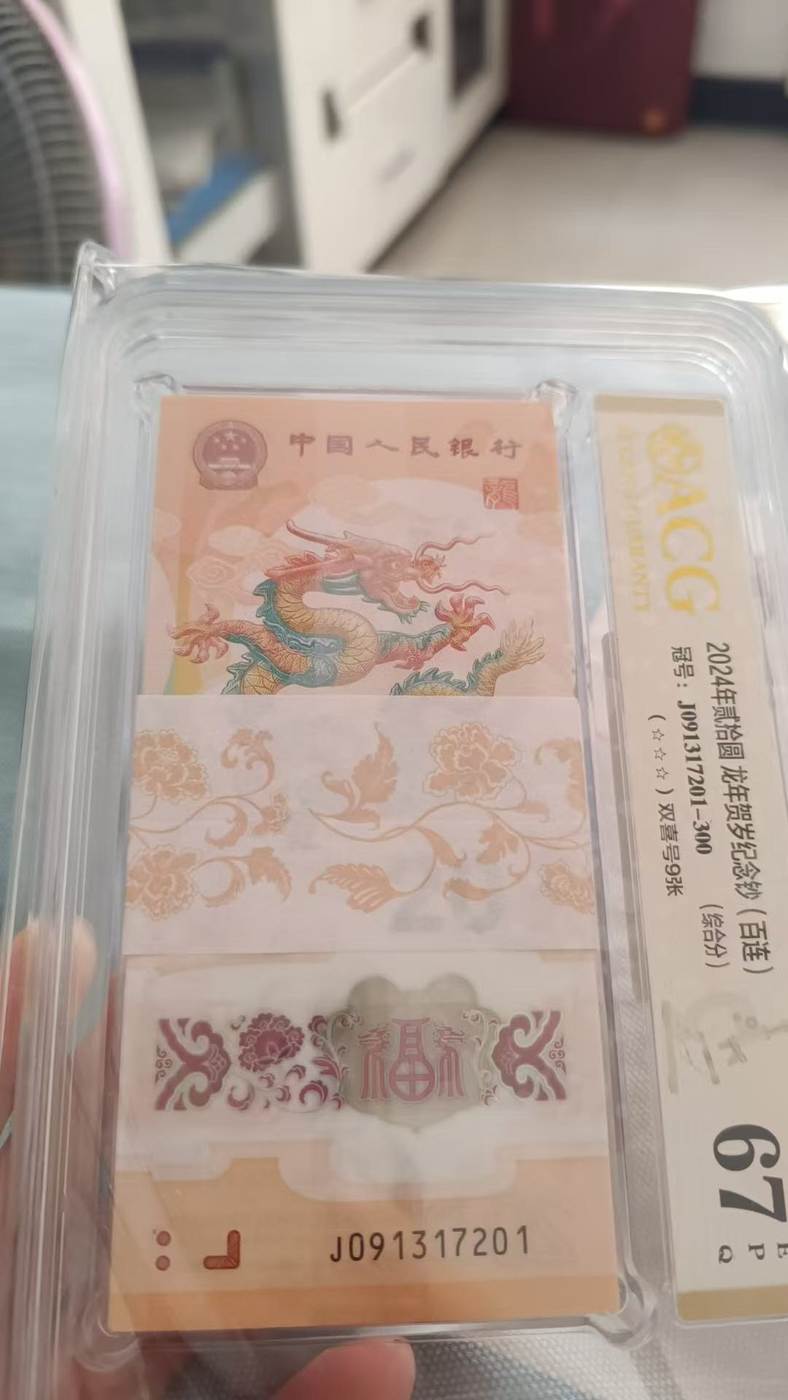 中国人民银行
J091317201
ACG
2024年贰拾圆 龙年贺岁纪念钞(百连)
冠号：J091317201-300 (综合分)
(☆☆☆)双喜号9张
67
E
P
Q
福